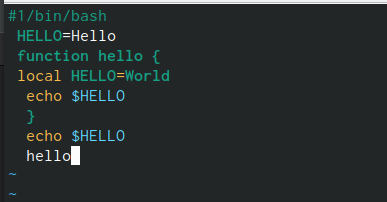 #1/bin/bash
HELLO=Hello
function hello {
local HELLO=World
echo $HELLO
}
echo $HELLO
hello
~
~